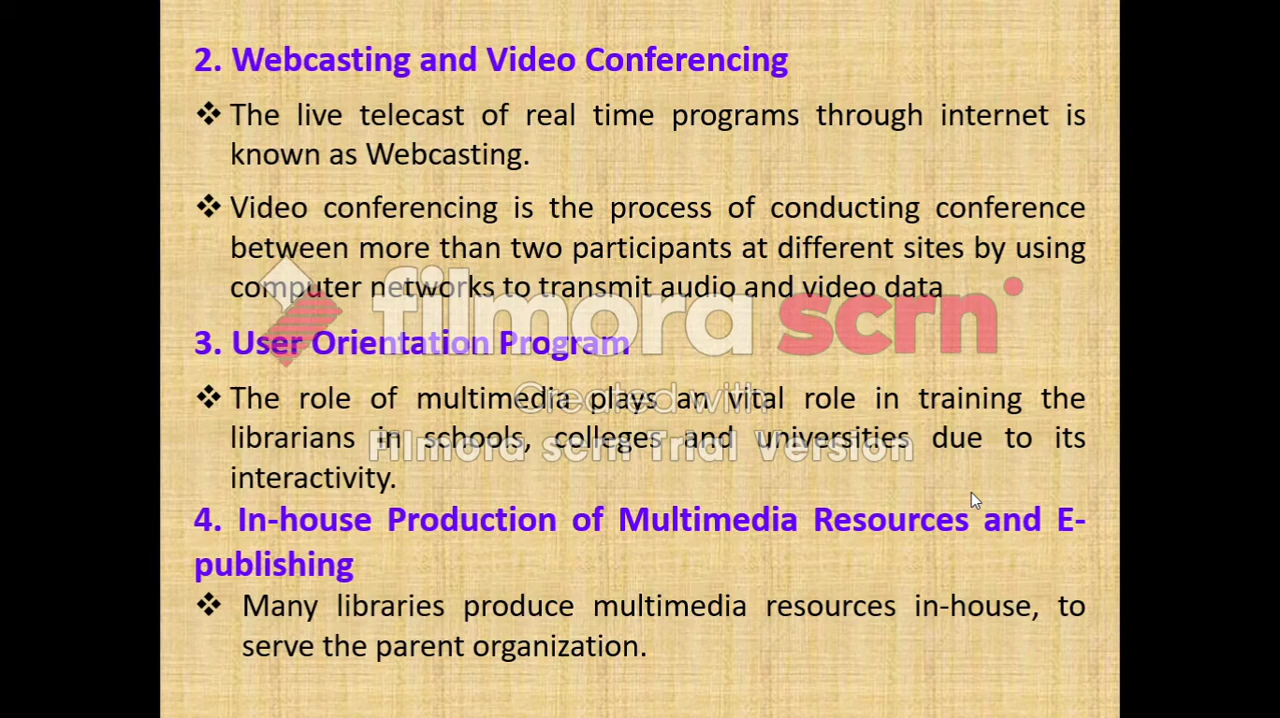 2. Webcasting and Video Conferencing
❖ The live telecast of real time programs through internet is
known as Webcasting.
❖ Video conferencing is the process of conducting conference
between more than two participants at different sites by using
computer networks to transmit audio and video data
filmora scrn
3. User Orientation Program
❖ The role of multimedia plays an vital role in training the
Created with
librarians in schools, colleges and universities due to its
Filmora scrn Trial Version
interactivity.
4. In-house Production of Multimedia Resources and E-
publishing
❖ Many libraries produce multimedia resources in-house, to
serve the parent organization.